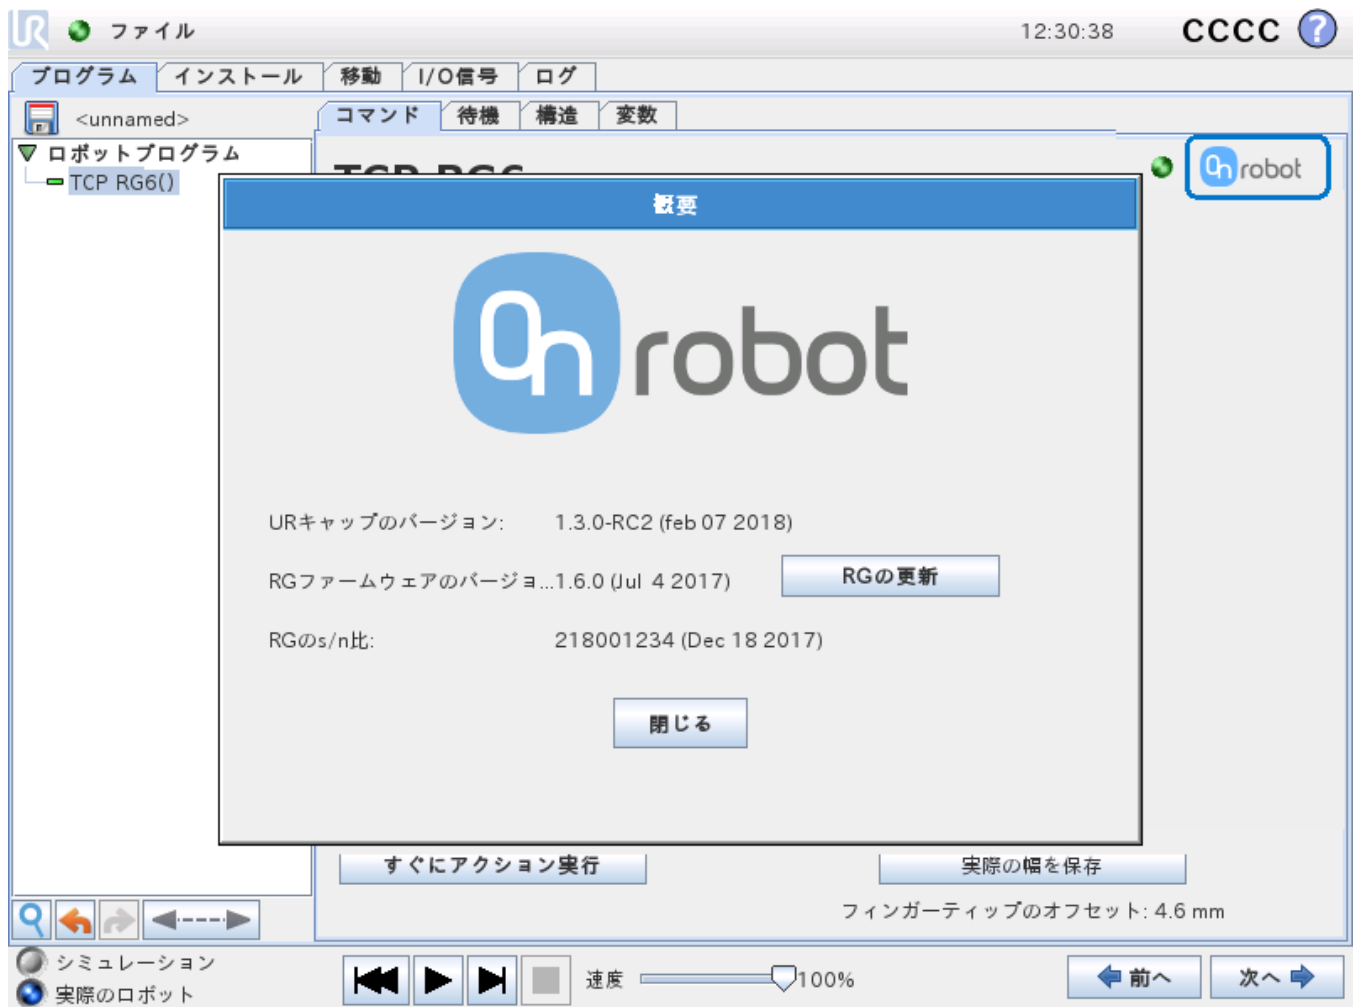 UR ファイル 12:30:38 CCCC ?
プログラム インストール 移動 I/O信号 ログ
<unnamed> コマンド 待機 構造 変数
ロボットプログラム
TCP RG6()
On robot
概要
On robot
URキャップのバージョン: 1.3.0-RC2 (feb 07 2018)
RGファームウェアのバージョ...1.6.0 (Jul 4 2017) RGの更新
RGのs/n比: 218001234 (Dec 18 2017)
閉じる
すぐにアクション実行 実際の幅を保存
フィンガーティップのオフセット: 4.6 mm
シミュレーション
実際のロボット 速度 100% 前へ 次へ